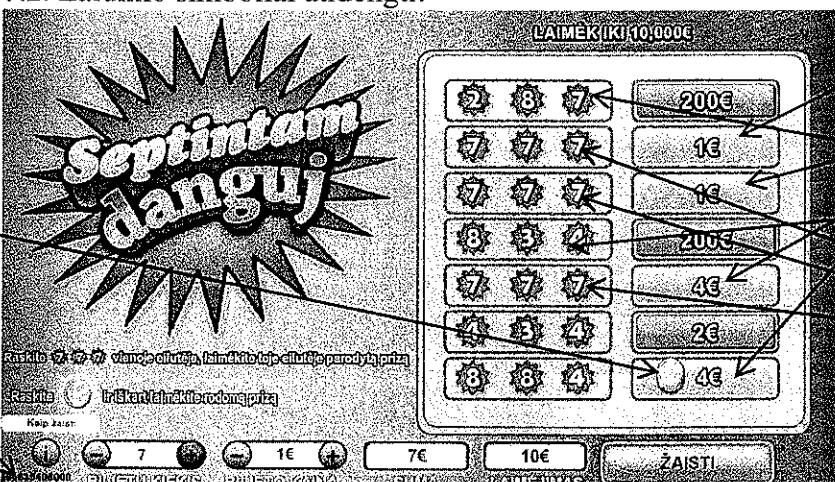 LAIMĖK IKI 10,000€
Septintam
danguj
2 8 7 200€
7 7 7 1€
7 7 7 1€
8 3 4 200€
7 7 7 4€
4 3 4 2€
8 8 4 4€
Raskite 7 7 7 vienoje eilutėje, laimėkite toje eilutėje parodytą prizą
Raskite ir iškart laimėkite rodomą prizą
Kaip žaisti
7 1€ 7€ 10€ ŽAISTI